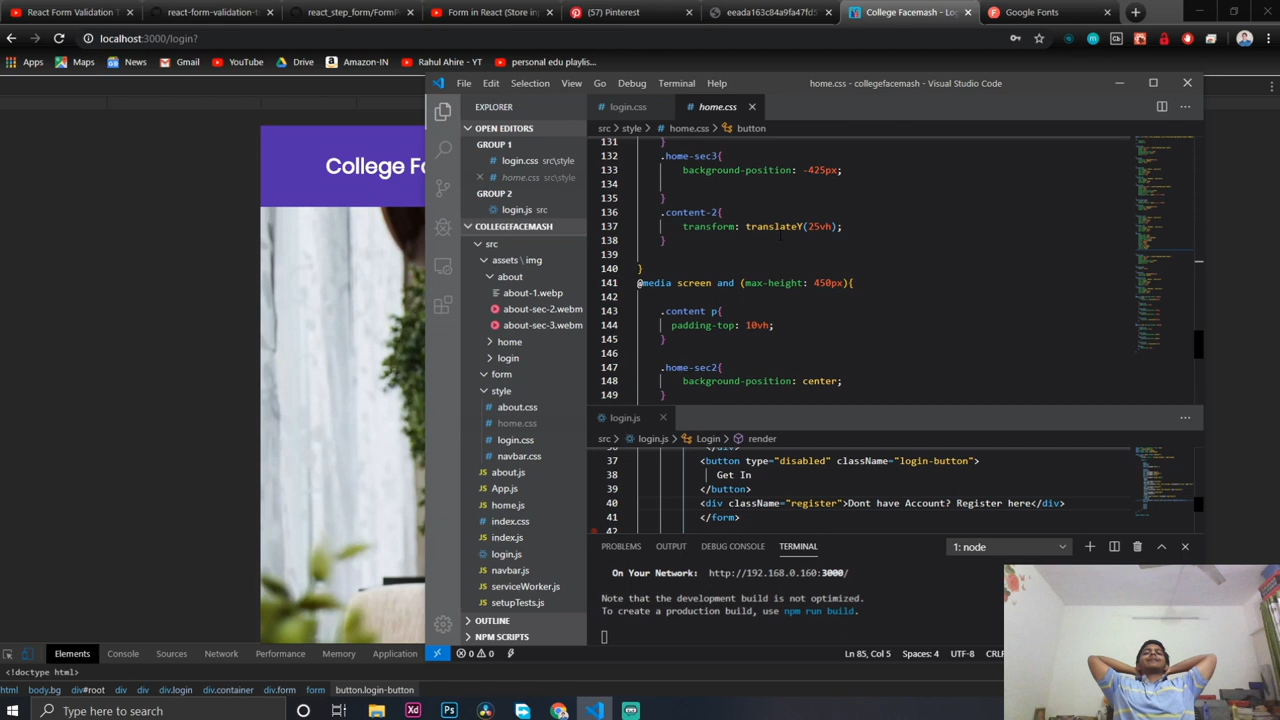 React Form Validation T
react-form-validation-t
react_step_form/FormP
Form in React (Store in
(57) Pinterest
eeada163c84a9fa47fd5
College Facemash - Lo
Google Fonts
localhost:3000/login?
Apps
Maps
News
Gmail
YouTube
Drive
Amazon-IN
Rahul Ahire - YT
personal edu playlis...
File Edit Selection View Go Debug Terminal Help
home.css - collegefacemash - Visual Studio Code
EXPLORER
OPEN EDITORS
GROUP 1
login.css src\style
home.css src\style
GROUP 2
login.js src
COLLEGEFACEMASH
src
assets \ img
about
about-1.webp
about-sec-2.webm
about-sec-3.webm
home
login
form
style
about.css
home.css
login.css
navbar.css
about.js
App.js
home.js
index.css
index.js
login.js
navbar.js
serviceWorker.js
setupTests.js
OUTLINE
NPM SCRIPTS
College Fa
login.css
home.css
src > style > home.css > button
131 }
132 .home-sec3{
133 background-position: -425px;
134
135 }
136 .content-2{
137 transform: translateY(25vh);
138 }
139
140 }
141 @media screen and (max-height: 450px){
142
143 .content p{
144 padding-top: 10vh;
145 }
146
147 .home-sec2{
148 background-position: center;
149 }
login.js
src > login.js > Login > render
37 <button type="disabled" className="login-button">
38 Get In
39 </button>
40 <div className="register">Dont have Account? Register here</div>
41 </form>
42
PROBLEMS OUTPUT DEBUG CONSOLE TERMINAL
1: node
On Your Network: http://192.168.0.160:3000/
Note that the development build is not optimized.
To create a production build, use npm run build.
0 0
Ln 85, Col 5 Spaces: 4 UTF-8 CRL
Elements Console Sources Network Performance Memory Application
<!doctype html>
html body.bg div#root div div.login div.container div.form form button.login-button
Type here to search